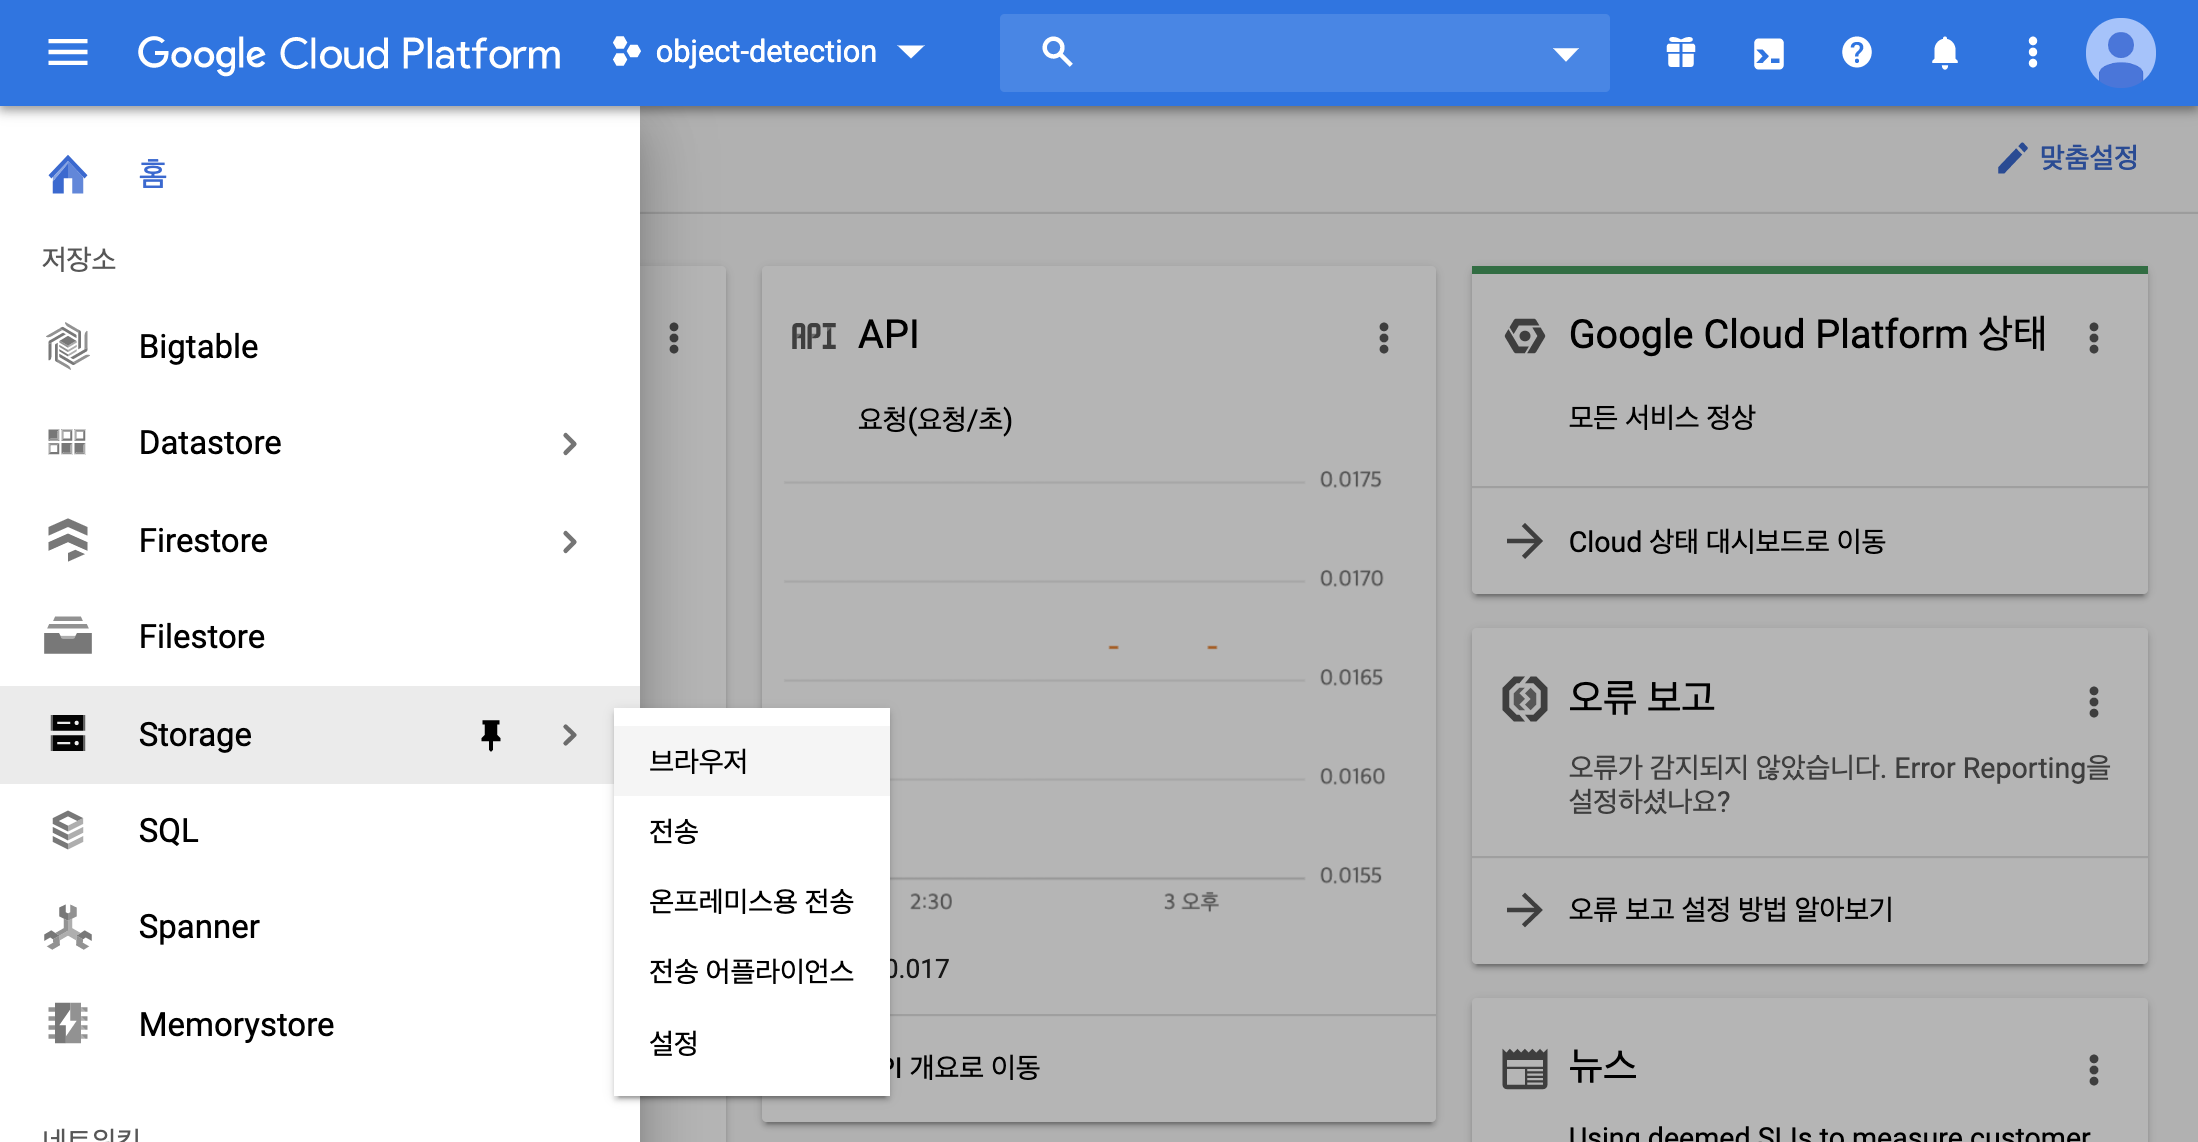 Google Cloud Platform
object-detection
홈
저장소
Bigtable
Datastore
Firestore
Filestore
Storage
SQL
Spanner
Memorystore
네트워킹
브라우저
전송
온프레미스용 전송
전송 어플라이언스
설정
맞춤설정
API API
요청(요청/초)
0.0175
0.0170
0.0165
0.0160
0.0155
2:30
3 오후
0.017
PI 개요로 이동
Google Cloud Platform 상태
모든 서비스 정상
Cloud 상태 대시보드로 이동
오류 보고
오류가 감지되지 않았습니다. Error Reporting을
설정하셨나요?
오류 보고 설정 방법 알아보기
뉴스
Using deemed SLIs to measure customer